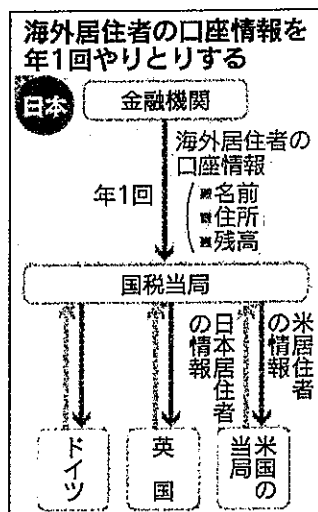 海外居住者の口座情報を
年1回やりとりする
日本
金融機関
海外居住者の
口座情報
年1回
名前
住所
残高
国税当局
日本居住者
の情報
米居住者
の情報
ドイツ
英国
米国の
当局